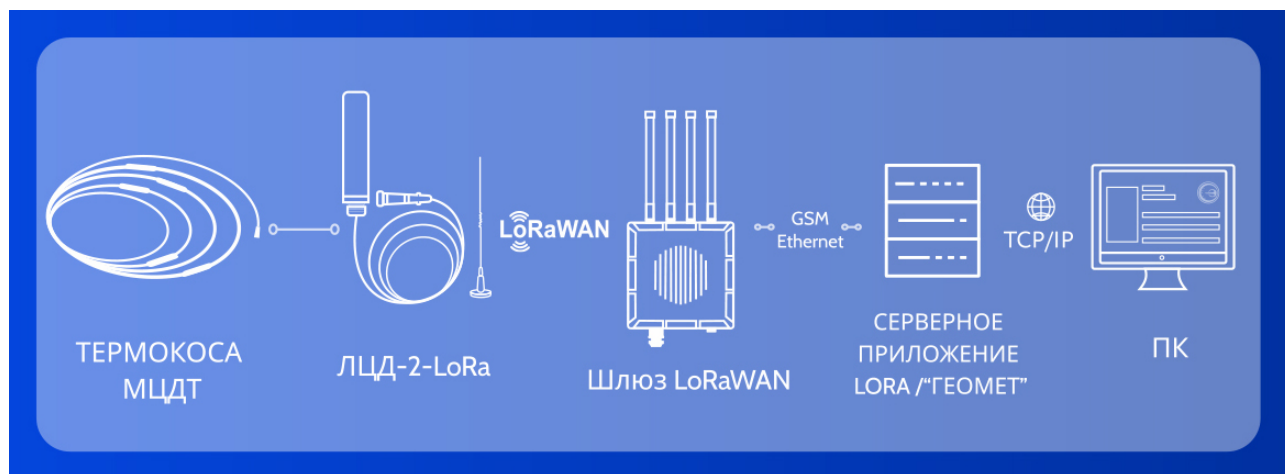 ТЕРМОКОСА
МЦДТ
ЛЦД-2-LoRa
LoRaWAN
Шлюз LoRaWAN
GSM
Ethernet
СЕРВЕРНОЕ
ПРИЛОЖЕНИЕ
LORA /“ГЕОМЕТ”
TCP/IP
ПК